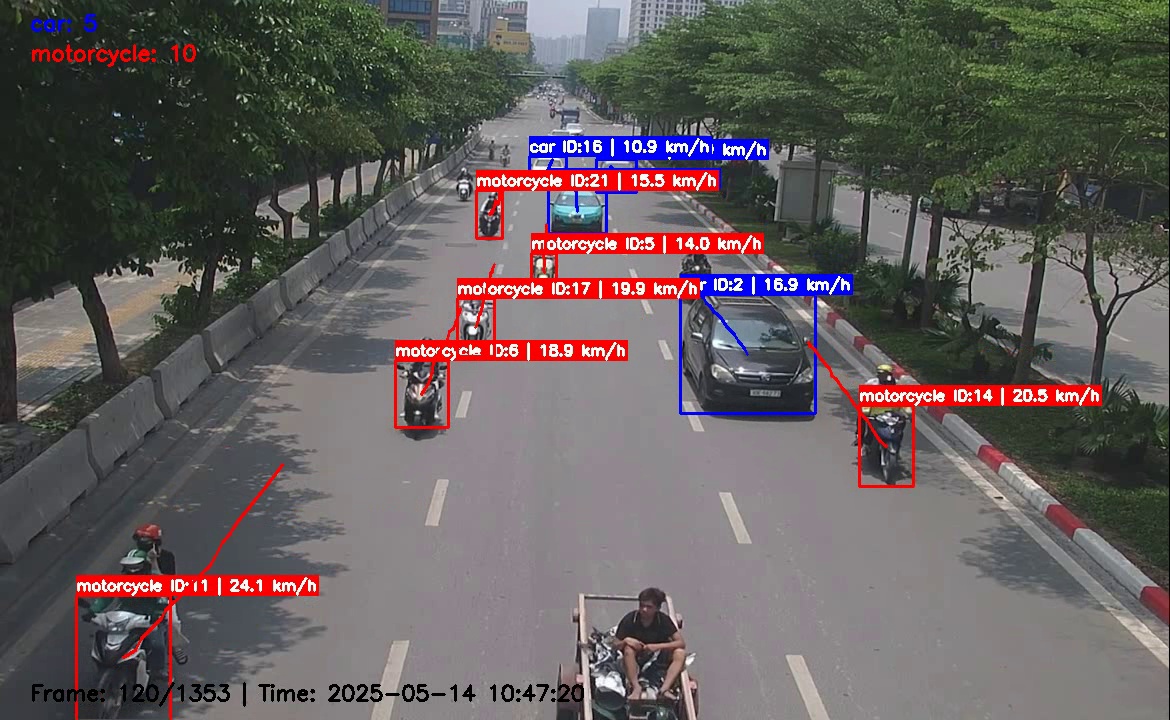 car: 5
motorcycle: 10
car ID:16 | 10.9 km/h
km/h
motorcycle ID:21 | 15.5 km/h
motorcycle ID:5 | 14.0 km/h
r ID:2 | 16.9 km/h
motorcycle ID:17 | 19.9 km/h
motorcycle ID:6 | 18.9 km/h
motorcycle ID:14 | 20.5 km/h
motorcycle ID:11 | 24.1 km/h
Frame: 120/1353 | Time: 2025-05-14 10:47:20